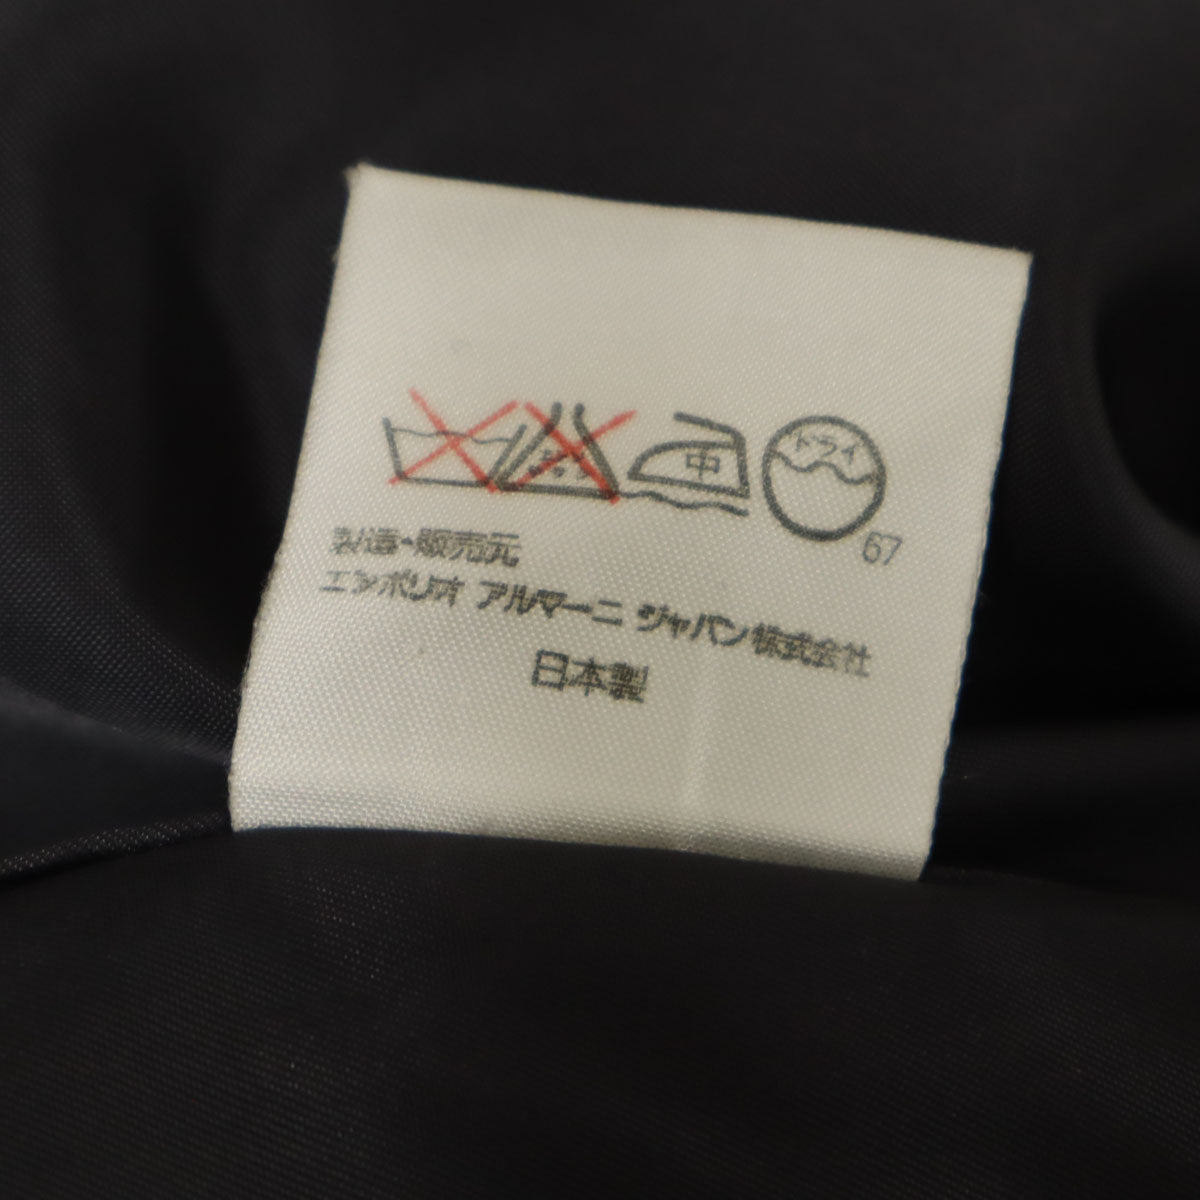 中 ドライ
67
製造・販売元
エンポリオ アルマーニ ジャパン株式会社
日本製